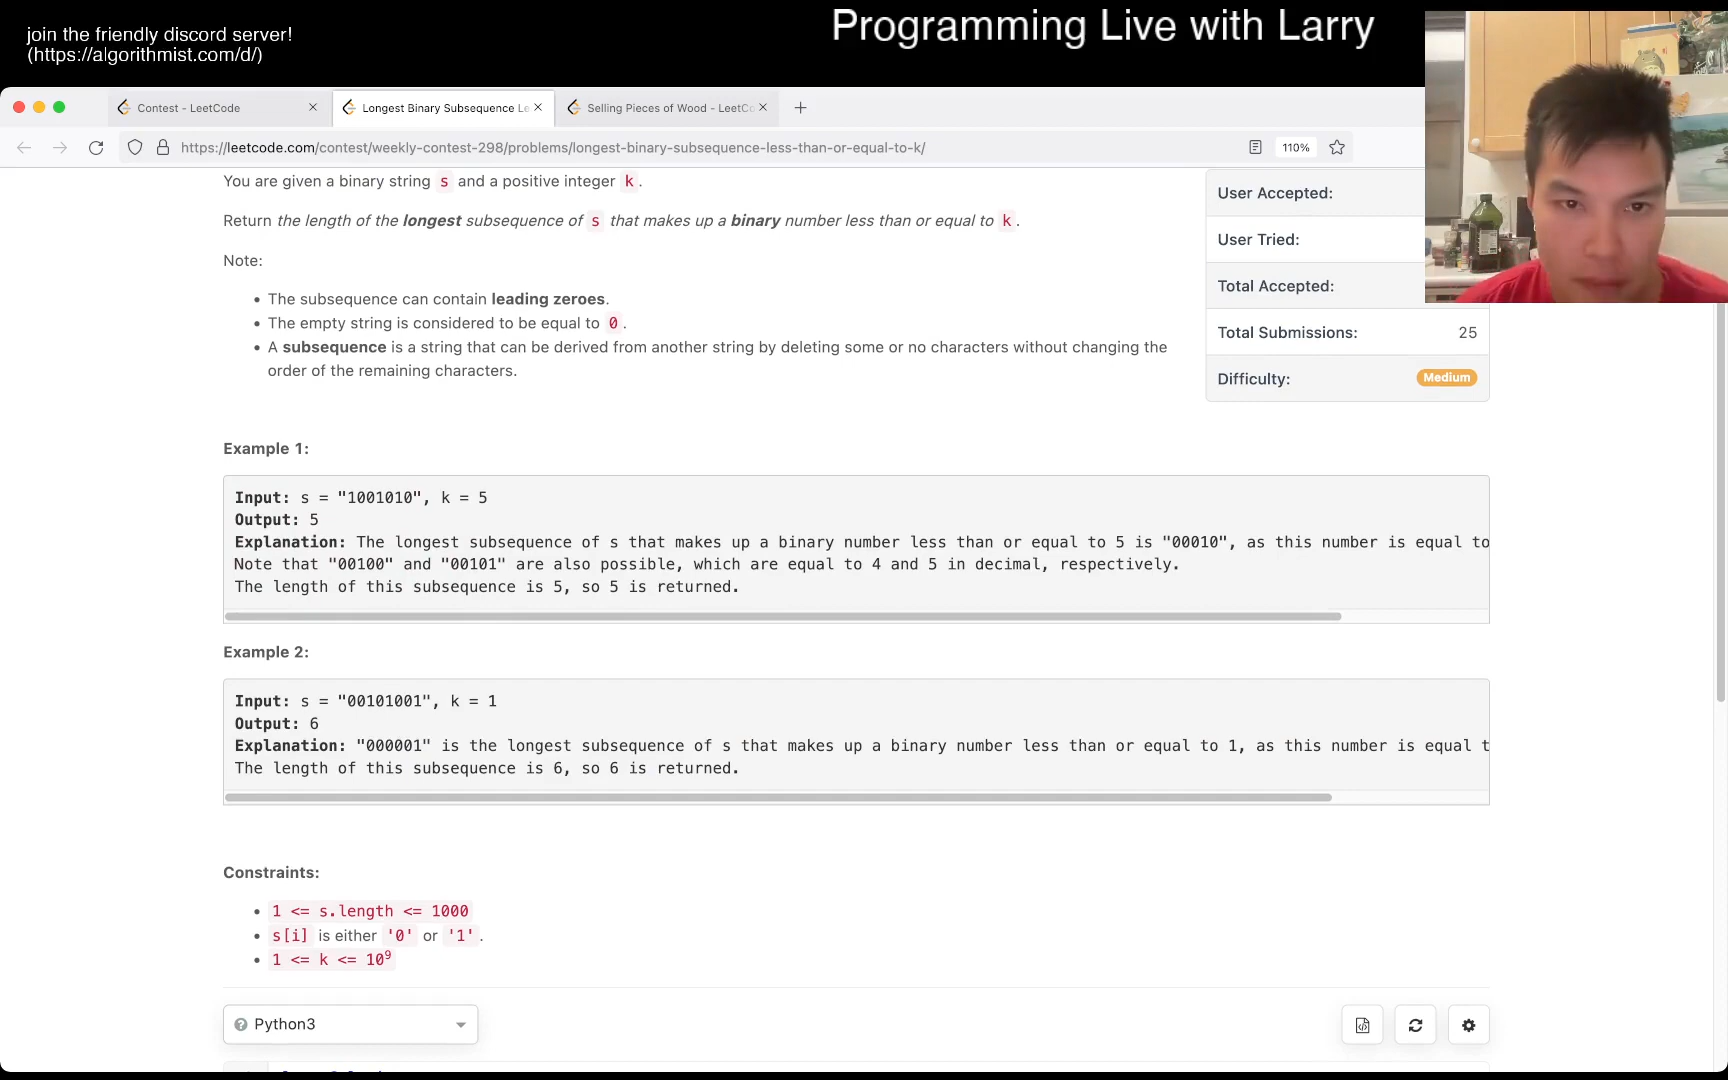 join the friendly discord server!
(https://algorithmist.com/d/)
Programming Live with Larry
Contest - LeetCode
Longest Binary Subsequence Le
Selling Pieces of Wood - LeetCo
https://leetcode.com/contest/weekly-contest-298/problems/longest-binary-subsequence-less-than-or-equal-to-k/
110%
You are given a binary string s and a positive integer k.
Return the length of the longest subsequence of s that makes up a binary number less than or equal to k.
Note:
• The subsequence can contain leading zeroes.
• The empty string is considered to be equal to 0.
• A subsequence is a string that can be derived from another string by deleting some or no characters without changing the
order of the remaining characters.
User Accepted:
User Tried:
Total Accepted:
Total Submissions: 25
Difficulty: Medium
Example 1:
Input: s = "1001010", k = 5
Output: 5
Explanation: The longest subsequence of s that makes up a binary number less than or equal to 5 is "00010", as this number is equal to
Note that "00100" and "00101" are also possible, which are equal to 4 and 5 in decimal, respectively.
The length of this subsequence is 5, so 5 is returned.
Example 2:
Input: s = "00101001", k = 1
Output: 6
Explanation: "000001" is the longest subsequence of s that makes up a binary number less than or equal to 1, as this number is equal t
The length of this subsequence is 6, so 6 is returned.
Constraints:
• 1 <= s.length <= 1000
• s[i] is either '0' or '1'.
• 1 <= k <= 10⁹
Python3